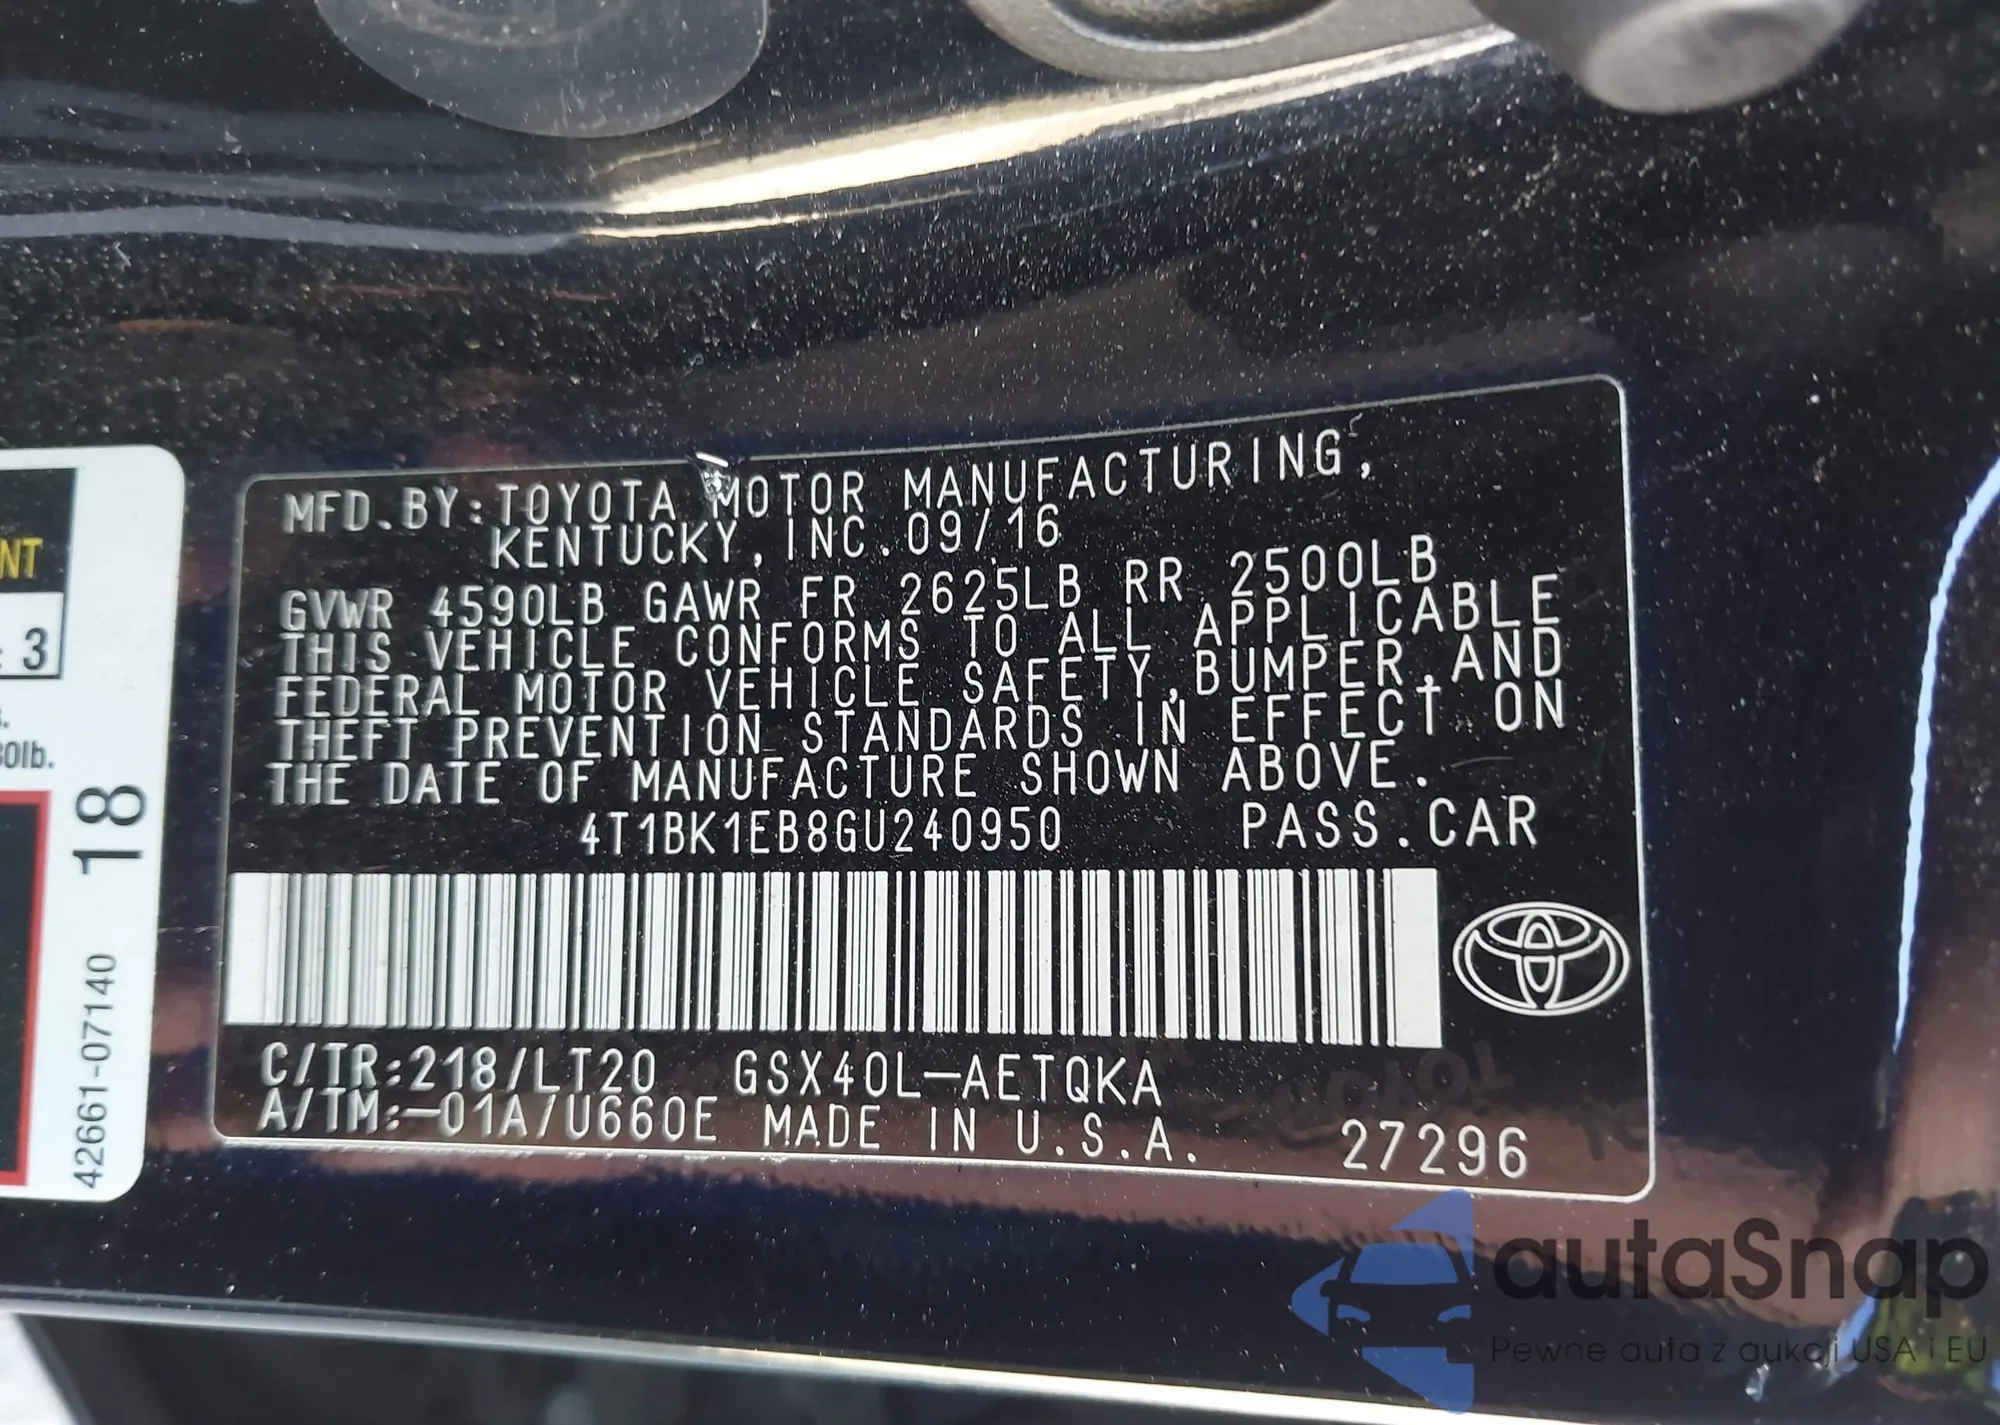 MFD.BY:TOYOTA MOTOR MANUFACTURING,
KENTUCKY,INC.09/16
GVWR 4590LB GAWR FR 2625LB RR 2500LB
THIS VEHICLE CONFORMS TO ALL APPLICABLE
FEDERAL MOTOR VEHICLE SAFETY,BUMPER,AND
THEFT PREVENTION STANDARDS IN EFFECT ON
THE DATE OF MANUFACTURE SHOWN ABOVE.
4T1BK1EB8GU240950 PASS.CAR
C/TR:218/LT20 GSX40L-AETQKA
A/TM:-01A/U660E MADE IN U.S.A. 27296
NT
: 3
0lb.
42661-07140 18
autaSnap
Pewne auta z aukcji USA i EU